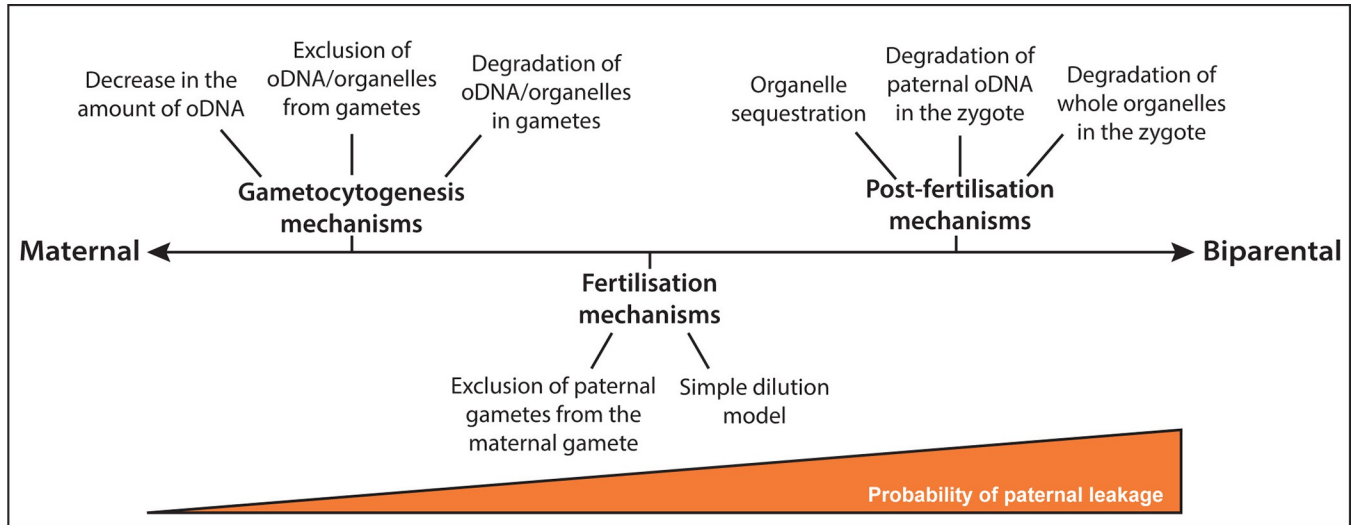 Decrease in the
amount of oDNA
Exclusion of
oDNA/organelles
from gametes
Degradation of
oDNA/organelles
in gametes
Gametocytogenesis
mechanisms
Organelle
sequestration
Degradation of
paternal oDNA
in the zygote
Degradation of
whole organelles
in the zygote
Post-fertilisation
mechanisms
Maternal
Biparental
Fertilisation
mechanisms
Exclusion of paternal
gametes from the
maternal gamete
Simple dilution
model
Probability of paternal leakage